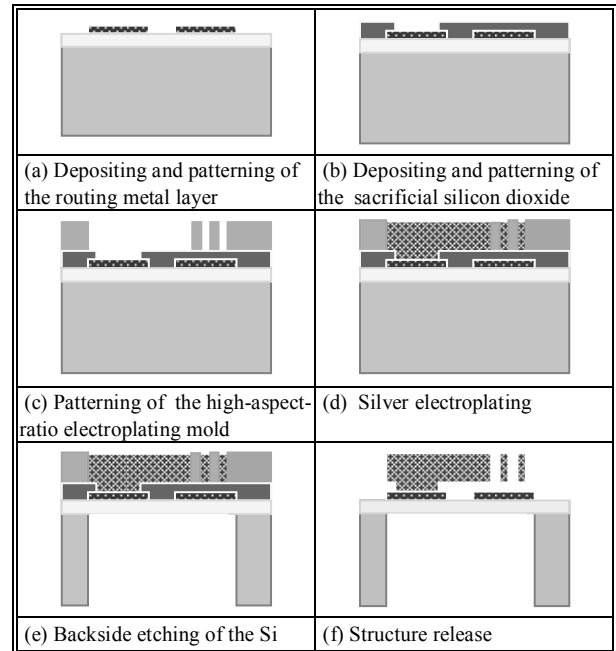 (a) Depositing and patterning of
the routing metal layer
(b) Depositing and patterning of
the sacrificial silicon dioxide
(c) Patterning of the high-aspect-
ratio electroplating mold
(d) Silver electroplating
(e) Backside etching of the Si
(f) Structure release